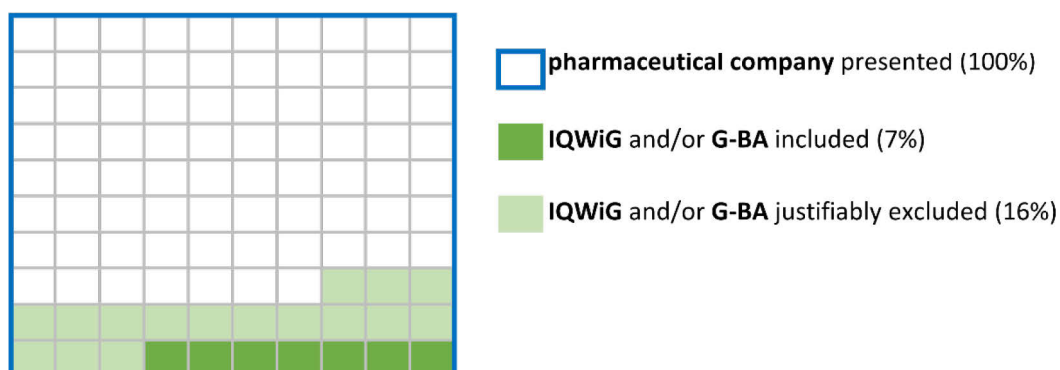 pharmaceutical company presented (100%)
IQWiG and/or G-BA included (7%)
IQWiG and/or G-BA justifiably excluded (16%)